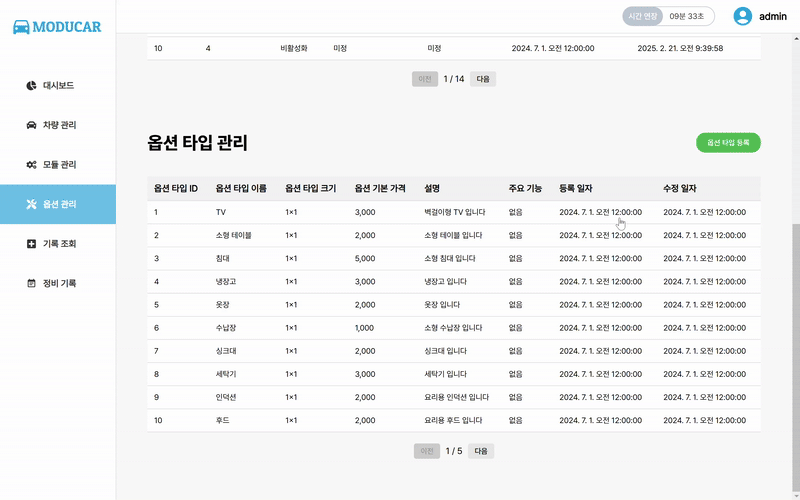 MODUCAR
시간 연장 09분 33초 admin
대시보드
차량 관리
모듈 관리
옵션 관리
기록 조회
정비 기록
10 4 비활성화 미정 미정 2024. 7. 1. 오전 12:00:00 2025. 2. 21. 오전 9:39:58
이전 1 / 14 다음
옵션 타입 관리 옵션 타입 등록
옵션 타입 ID 옵션 타입 이름 옵션 타입 크기 옵션 기본 가격 설명 주요 기능 등록 일자 수정 일자
1 TV 1×1 3,000 벽걸이형 TV 입니다 없음 2024. 7. 1. 오전 12:00:00 2024. 7. 1. 오전 12:00:00
2 소형 테이블 1×1 2,000 소형 테이블 입니다 없음 2024. 7. 1. 오전 12:00:00 2024. 7. 1. 오전 12:00:00
3 침대 1×1 5,000 소형 침대 입니다 없음 2024. 7. 1. 오전 12:00:00 2024. 7. 1. 오전 12:00:00
4 냉장고 1×1 3,000 냉장고 입니다 없음 2024. 7. 1. 오전 12:00:00 2024. 7. 1. 오전 12:00:00
5 옷장 1×1 2,000 옷장 입니다 없음 2024. 7. 1. 오전 12:00:00 2024. 7. 1. 오전 12:00:00
6 수납장 1×1 1,000 소형 수납장 입니다 없음 2024. 7. 1. 오전 12:00:00 2024. 7. 1. 오전 12:00:00
7 싱크대 1×1 2,000 싱크대 입니다 없음 2024. 7. 1. 오전 12:00:00 2024. 7. 1. 오전 12:00:00
8 세탁기 1×1 3,000 세탁기 입니다 없음 2024. 7. 1. 오전 12:00:00 2024. 7. 1. 오전 12:00:00
9 인덕션 1×1 2,000 요리용 인덕션 입니다 없음 2024. 7. 1. 오전 12:00:00 2024. 7. 1. 오전 12:00:00
10 후드 1×1 2,000 요리용 후드 입니다 없음 2024. 7. 1. 오전 12:00:00 2024. 7. 1. 오전 12:00:00
이전 1 / 5 다음